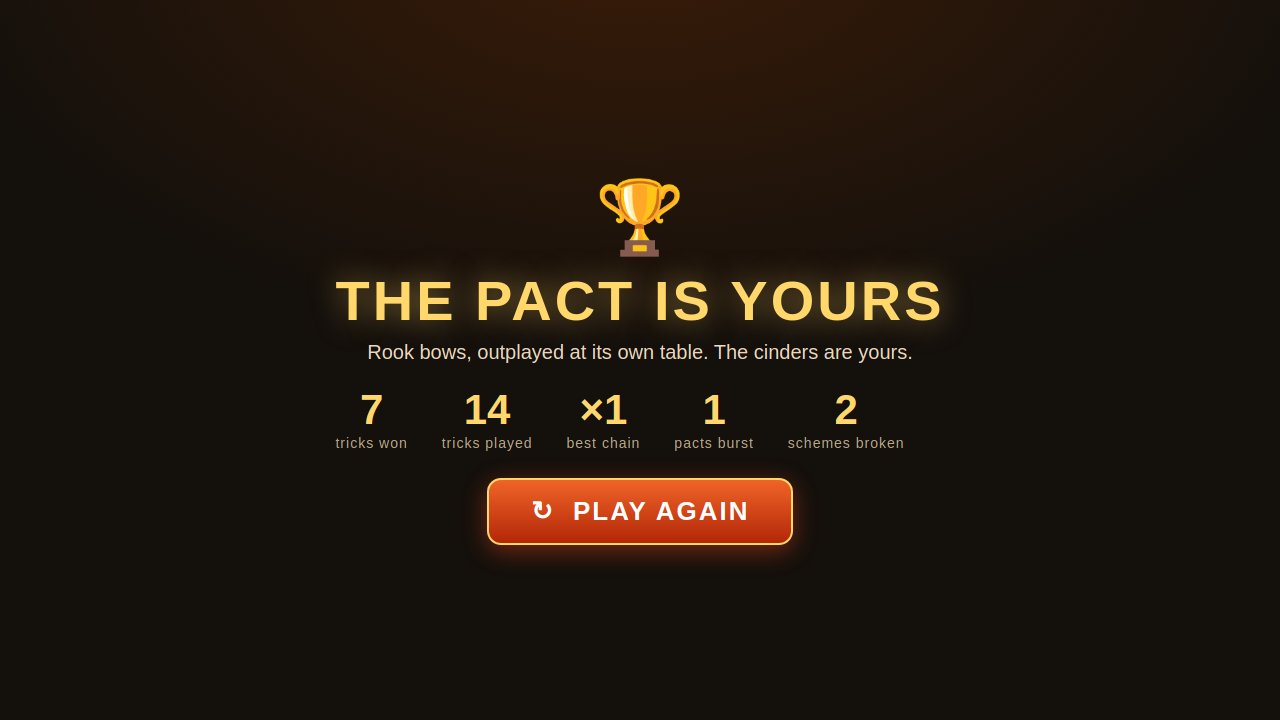 THE PACT IS YOURS
Rook bows, outplayed at its own table. The cinders are yours.
7 14 ×1 1 2
tricks won tricks played best chain pacts burst schemes broken
↻ PLAY AGAIN